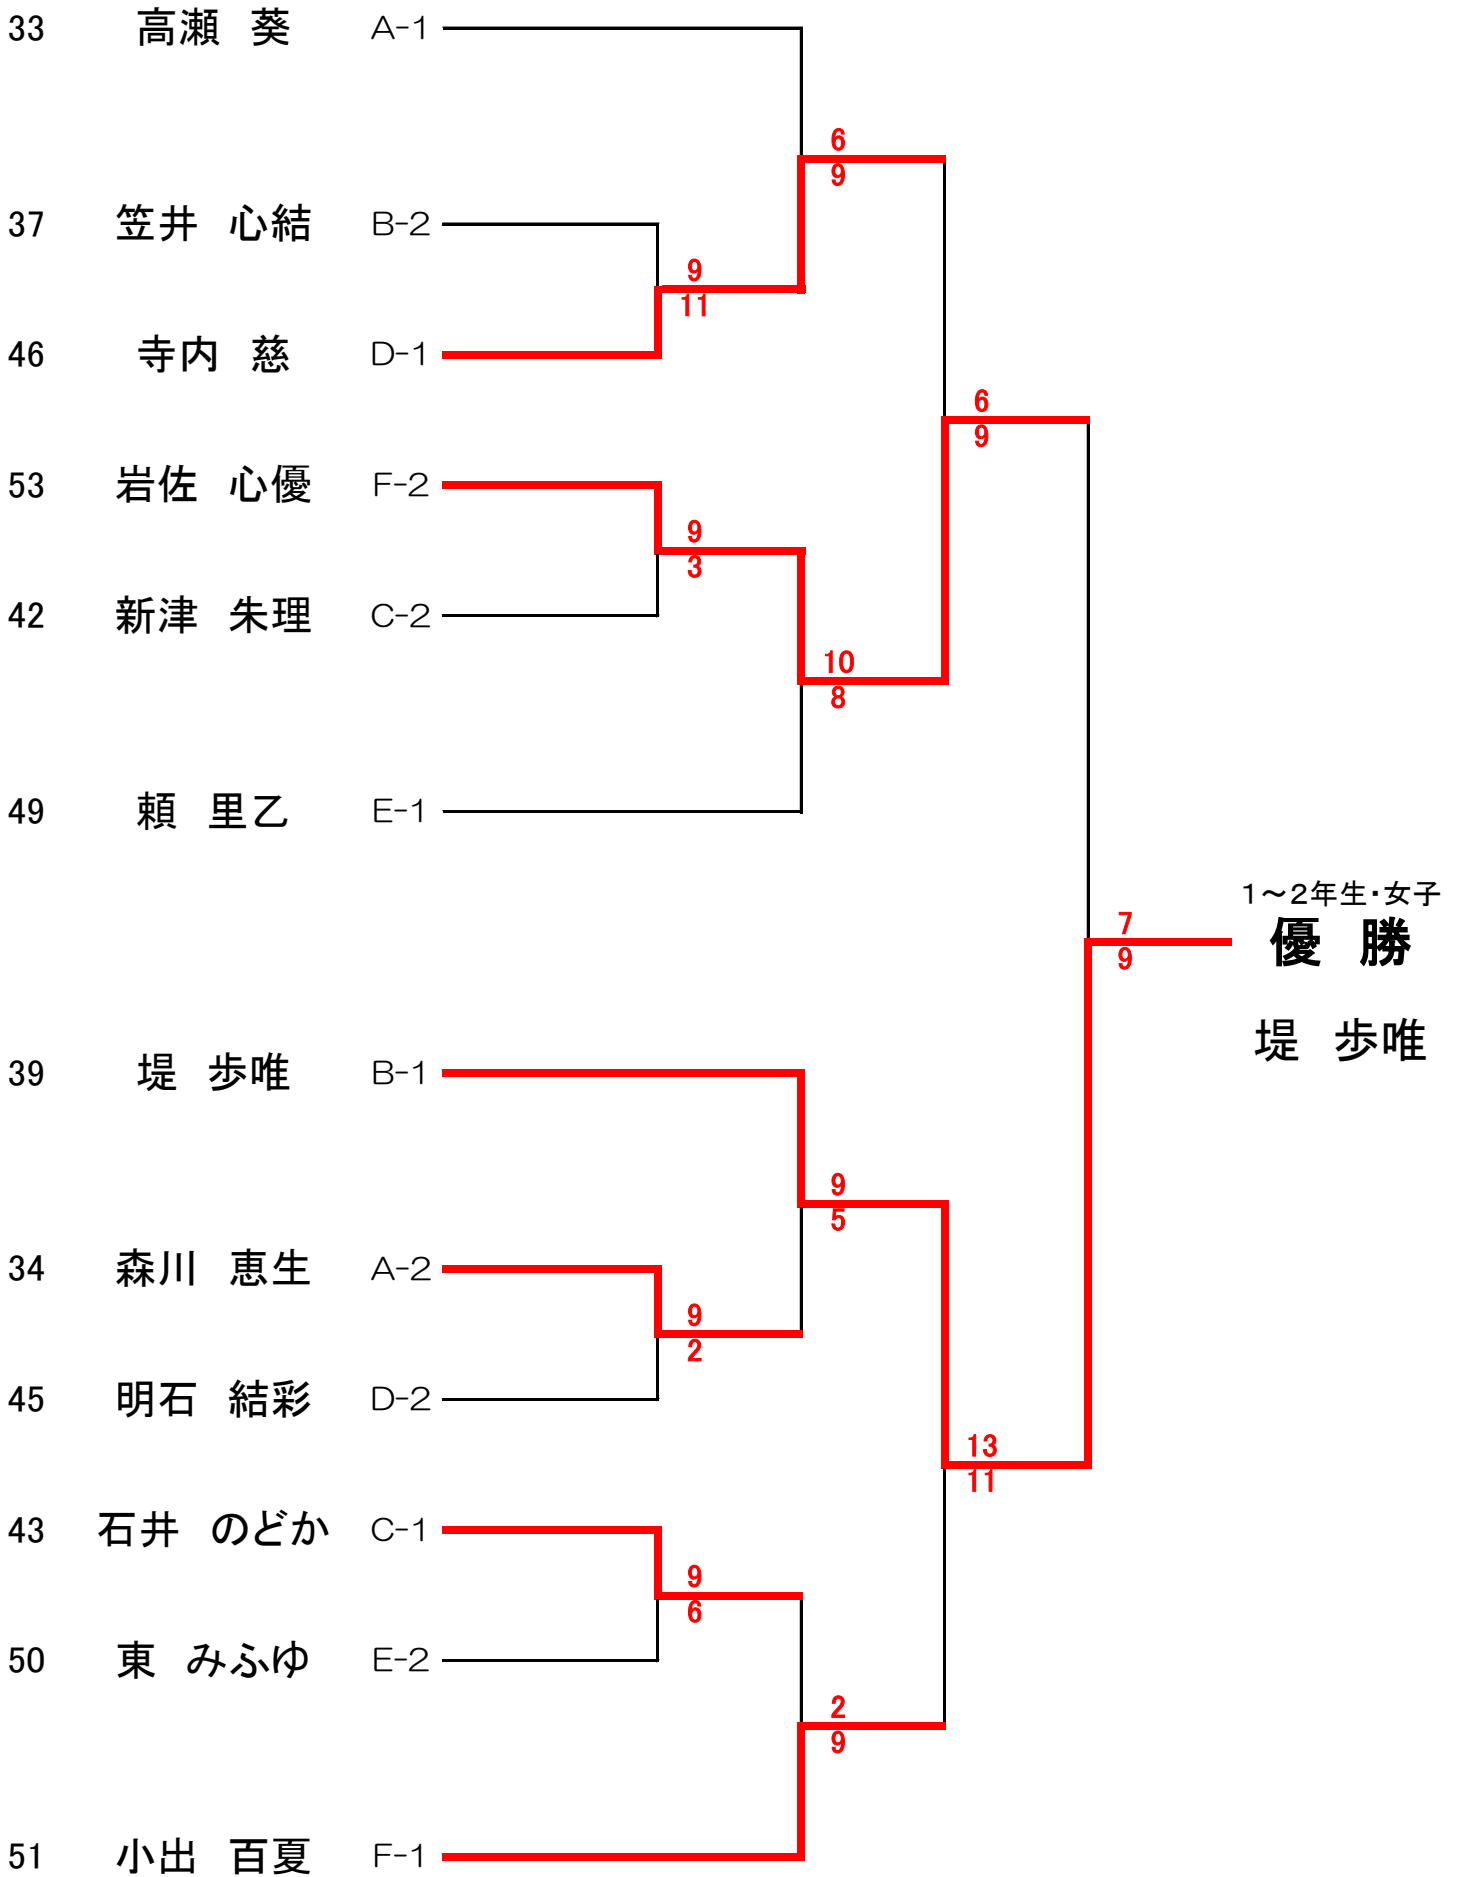 33 高瀬 葵 A-1
6
9
37 笠井 心結 B-2
9
11
46 寺内 慈 D-1
6
9
53 岩佐 心優 F-2
9
3
42 新津 朱理 C-2
10
8
49 頼 里乙 E-1
1～2年生・女子
7
9
優 勝
堤 歩唯
39 堤 歩唯 B-1
9
5
34 森川 恵生 A-2
9
2
45 明石 結彩 D-2
13
11
43 石井 のどか C-1
9
6
50 東 みふゆ E-2
2
9
51 小出 百夏 F-1